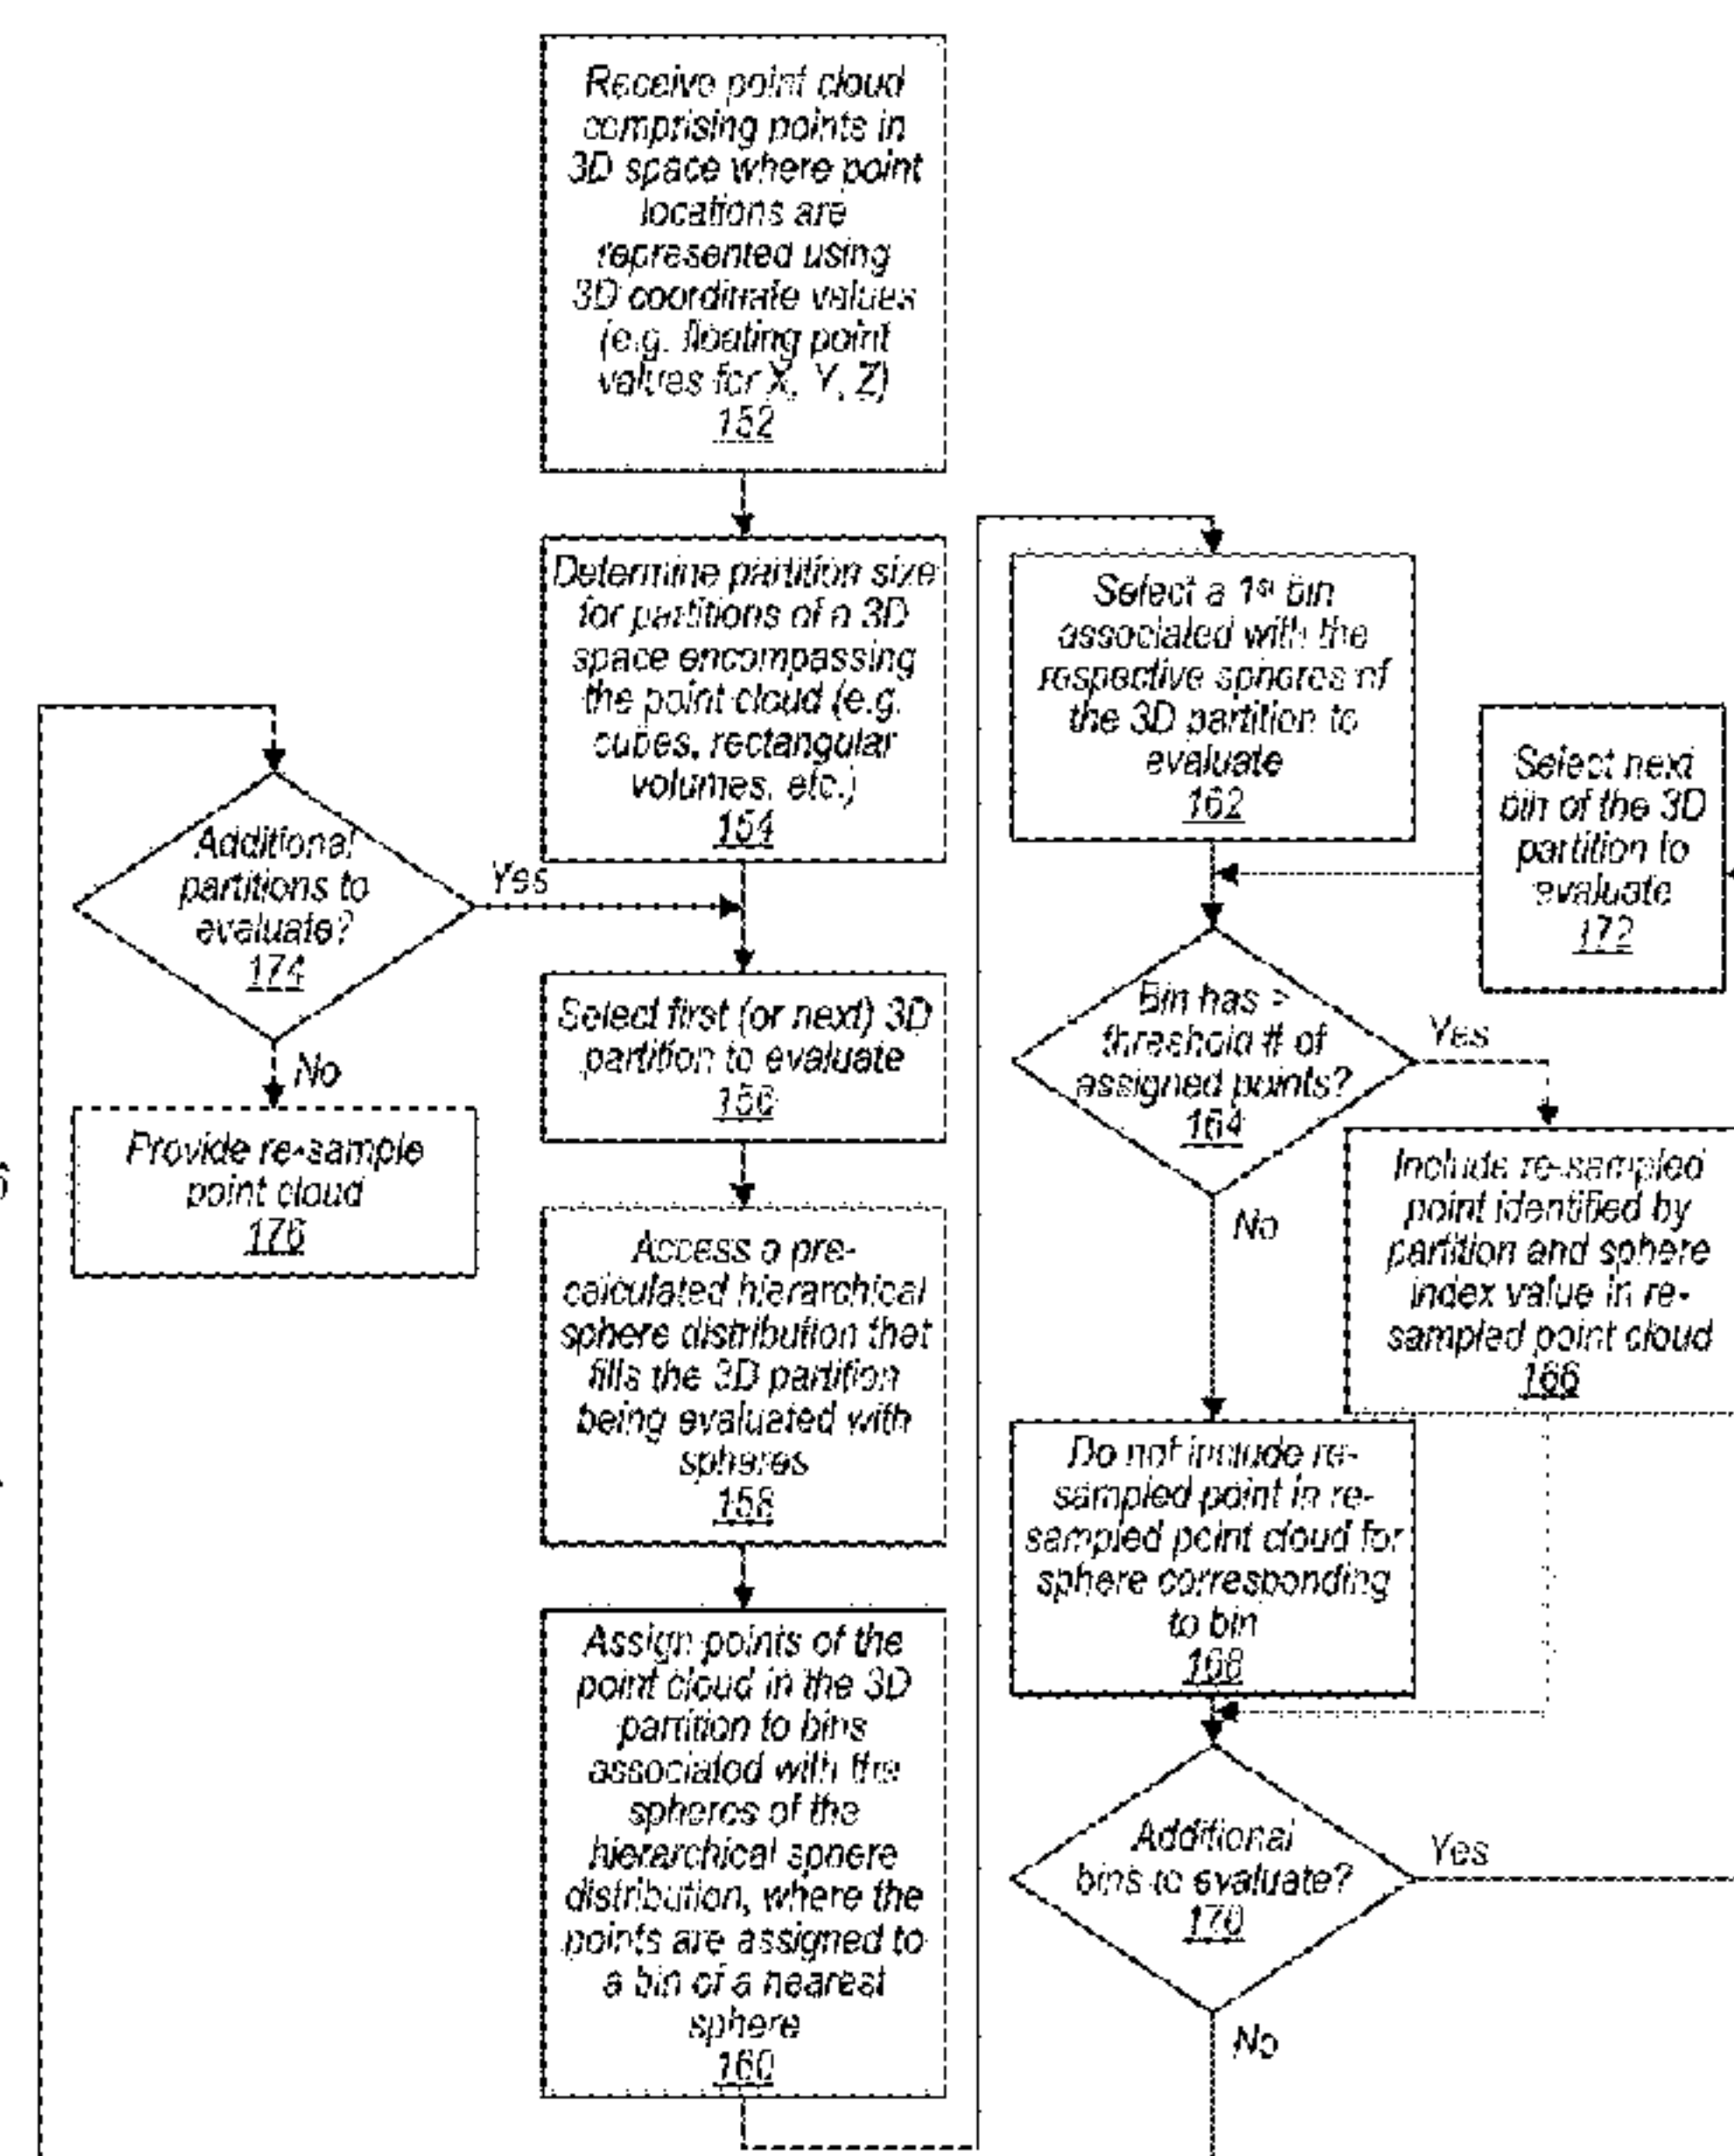 Receive point cloud
comprising points in
3D space where point
locations are
represented using
3D coordinate values
(e.g. floating point
values for X, Y, Z)
152
Determine partition size
for partitions of a 3D
space encompassing
the point cloud (e.g.
cubes, rectangular
volumes, etc.)
154
Additional
partitions to
evaluate?
174
Yes
No
Provide re-sample
point cloud
176
Select first (or next) 3D
partition to evaluate
156
Access a pre-
calculated hierarchical
sphere distribution that
fills the 3D partition
being evaluated with
spheres
158
Assign points of the
point cloud in the 3D
partition to bins
associated with the
spheres of the
hierarchical sphere
distribution, where the
points are assigned to
a bin of a nearest
sphere
160
Select a 1st bin
associated with the
respective spheres of
the 3D partition to
evaluate
162
Select next
bin of the 3D
partition to
evaluate
172
Bin has >
threshold # of
assigned points?
164
Yes
No
Include re-sampled
point identified by
partition and sphere
index value in re-
sampled point cloud
166
Do not include re-
sampled point in re-
sampled point cloud for
sphere corresponding
to bin
168
Additional
bins to evaluate?
170
Yes
No